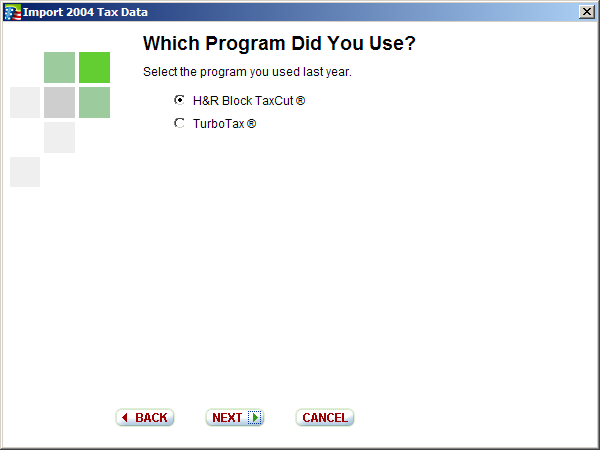 Import 2004 Tax Data
Which Program Did You Use?
Select the program you used last year.
H&R Block TaxCut ®
TurboTax ®
BACK NEXT CANCEL